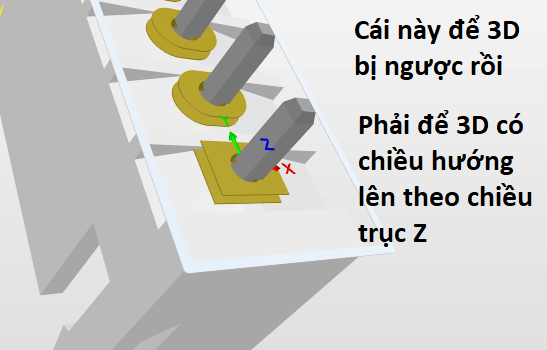 Cái này để 3D
bị ngược rồi
Phải để 3D có
chiều hướng
lên theo chiều
trục Z
Y
Z
X